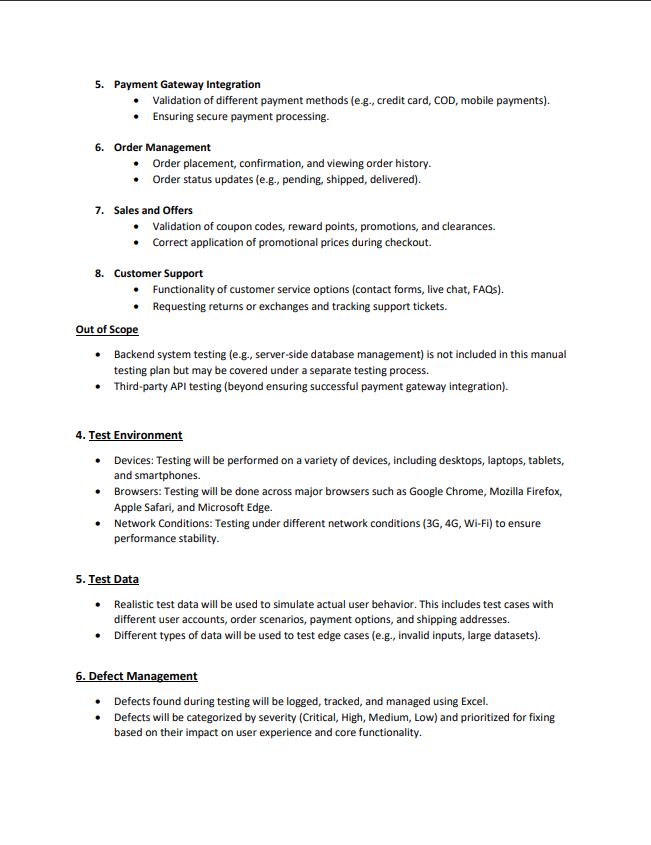 5. Payment Gateway Integration
• Validation of different payment methods (e.g., credit card, COD, mobile payments).
• Ensuring secure payment processing.
6. Order Management
• Order placement, confirmation, and viewing order history.
• Order status updates (e.g., pending, shipped, delivered).
7. Sales and Offers
• Validation of coupon codes, reward points, promotions, and clearances.
• Correct application of promotional prices during checkout.
8. Customer Support
• Functionality of customer service options (contact forms, live chat, FAQs).
• Requesting returns or exchanges and tracking support tickets.
Out of Scope
• Backend system testing (e.g., server-side database management) is not included in this manual
testing plan but may be covered under a separate testing process.
• Third-party API testing (beyond ensuring successful payment gateway integration).
4. Test Environment
• Devices: Testing will be performed on a variety of devices, including desktops, laptops, tablets,
and smartphones.
• Browsers: Testing will be done across major browsers such as Google Chrome, Mozilla Firefox,
Apple Safari, and Microsoft Edge.
• Network Conditions: Testing under different network conditions (3G, 4G, Wi-Fi) to ensure
performance stability.
5. Test Data
• Realistic test data will be used to simulate actual user behavior. This includes test cases with
different user accounts, order scenarios, payment options, and shipping addresses.
• Different types of data will be used to test edge cases (e.g., invalid inputs, large datasets).
6. Defect Management
• Defects found during testing will be logged, tracked, and managed using Excel.
• Defects will be categorized by severity (Critical, High, Medium, Low) and prioritized for fixing
based on their impact on user experience and core functionality.